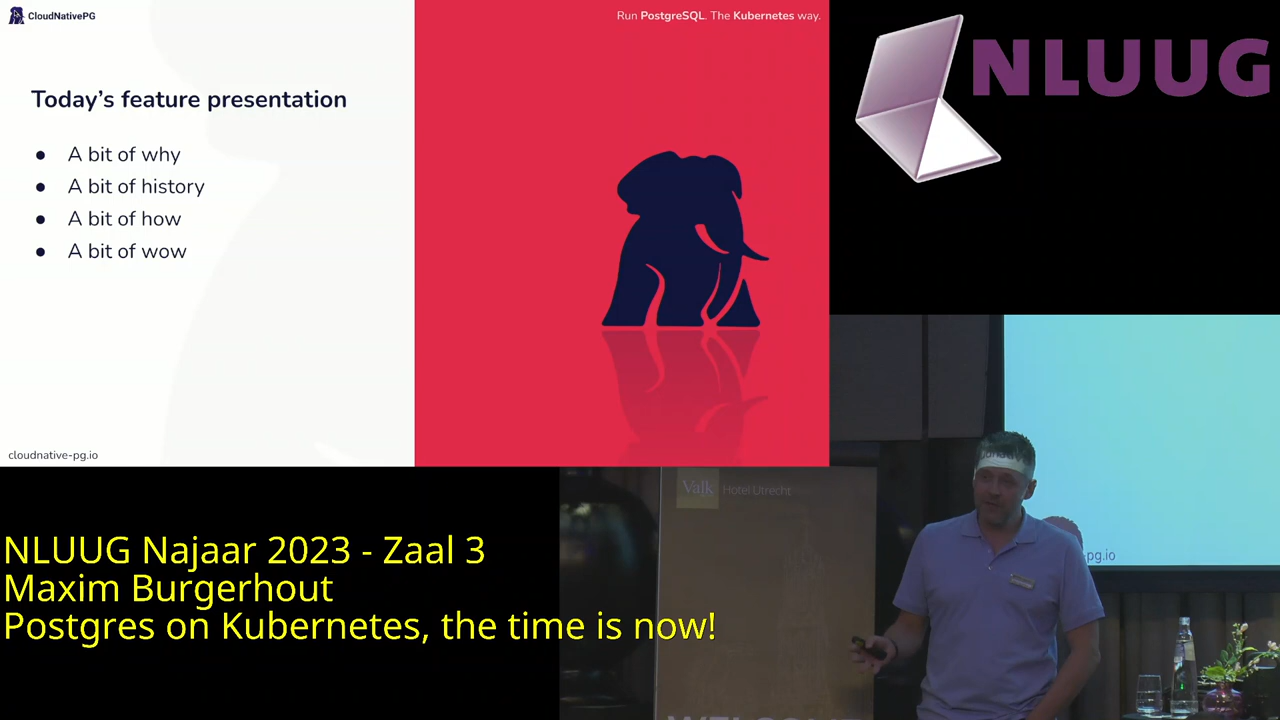 CloudNativePG
Run PostgreSQL. The Kubernetes way.
NLUUG
Today's feature presentation
● A bit of why
● A bit of history
● A bit of how
● A bit of wow
cloudnative-pg.io
Valk
Hotel Utrecht
pg.io
NLUUG Najaar 2023 - Zaal 3
Maxim Burgerhout
Postgres on Kubernetes, the time is now!
WELCOME